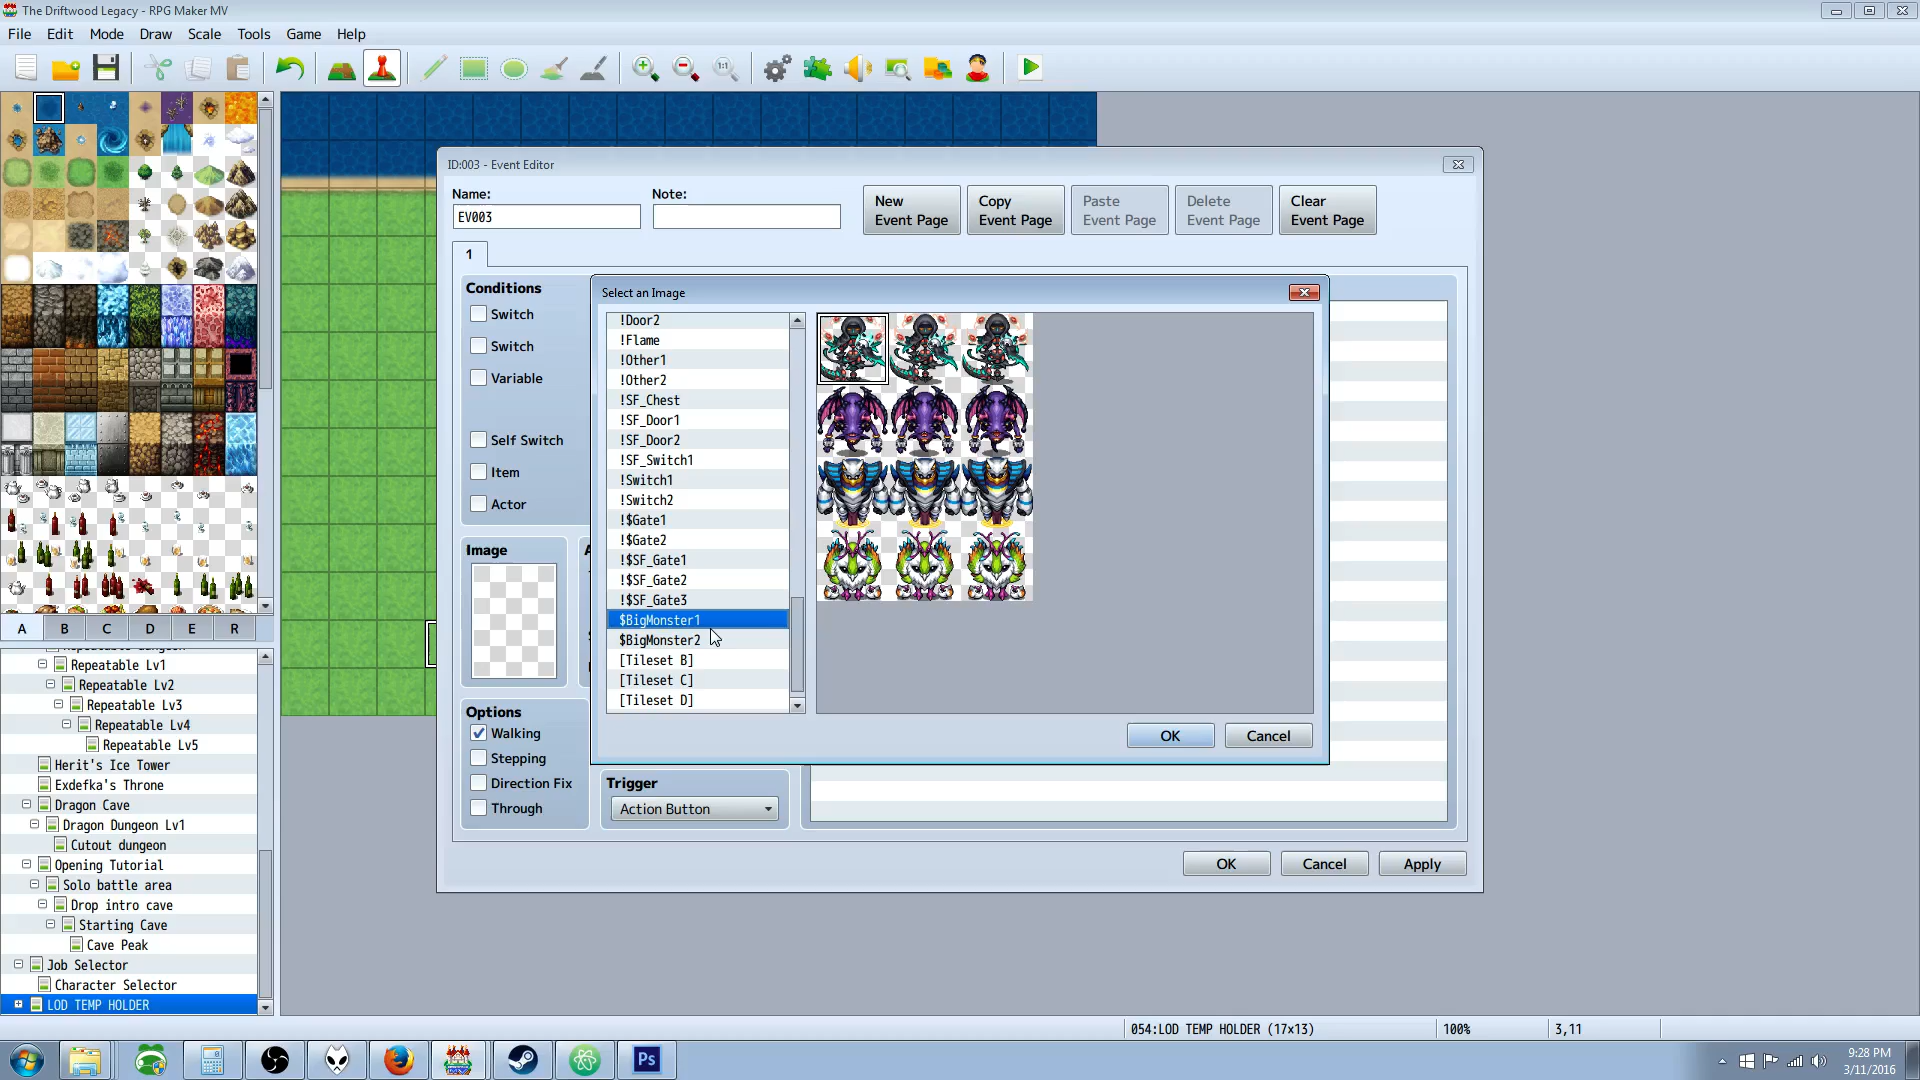 The Driftwood Legacy - RPG Maker MV
File Edit Mode Draw Scale Tools Game Help
1:1
ID:003 - Event Editor
Name:
EV003
Note:
New Event Page
Copy Event Page
Paste Event Page
Delete Event Page
Clear Event Page
1
Conditions
Switch
Switch
Variable
Self Switch
Item
Actor
Image
Options
Walking
Stepping
Direction Fix
Through
Select an Image
!Door2
!Flame
!Other1
!Other2
!SF_Chest
!SF_Door1
!SF_Door2
!SF_Switch1
!Switch1
!Switch2
!$Gate1
!$Gate2
!$SF_Gate1
!$SF_Gate2
!$SF_Gate3
$BigMonster1
$BigMonster2
[Tileset B]
[Tileset C]
[Tileset D]
OK Cancel
Trigger
Action Button
OK Cancel Apply
A B C D E R
Repeatable Lv1
Repeatable Lv2
Repeatable Lv3
Repeatable Lv4
Repeatable Lv5
Herit's Ice Tower
Exdefka's Throne
Dragon Cave
Dragon Dungeon Lv1
Cutout dungeon
Opening Tutorial
Solo battle area
Drop intro cave
Starting Cave
Cave Peak
Job Selector
Character Selector
LOD TEMP HOLDER
054:LOD TEMP HOLDER (17x13) 100% 3,11
Ps
9:28 PM
3/11/2016